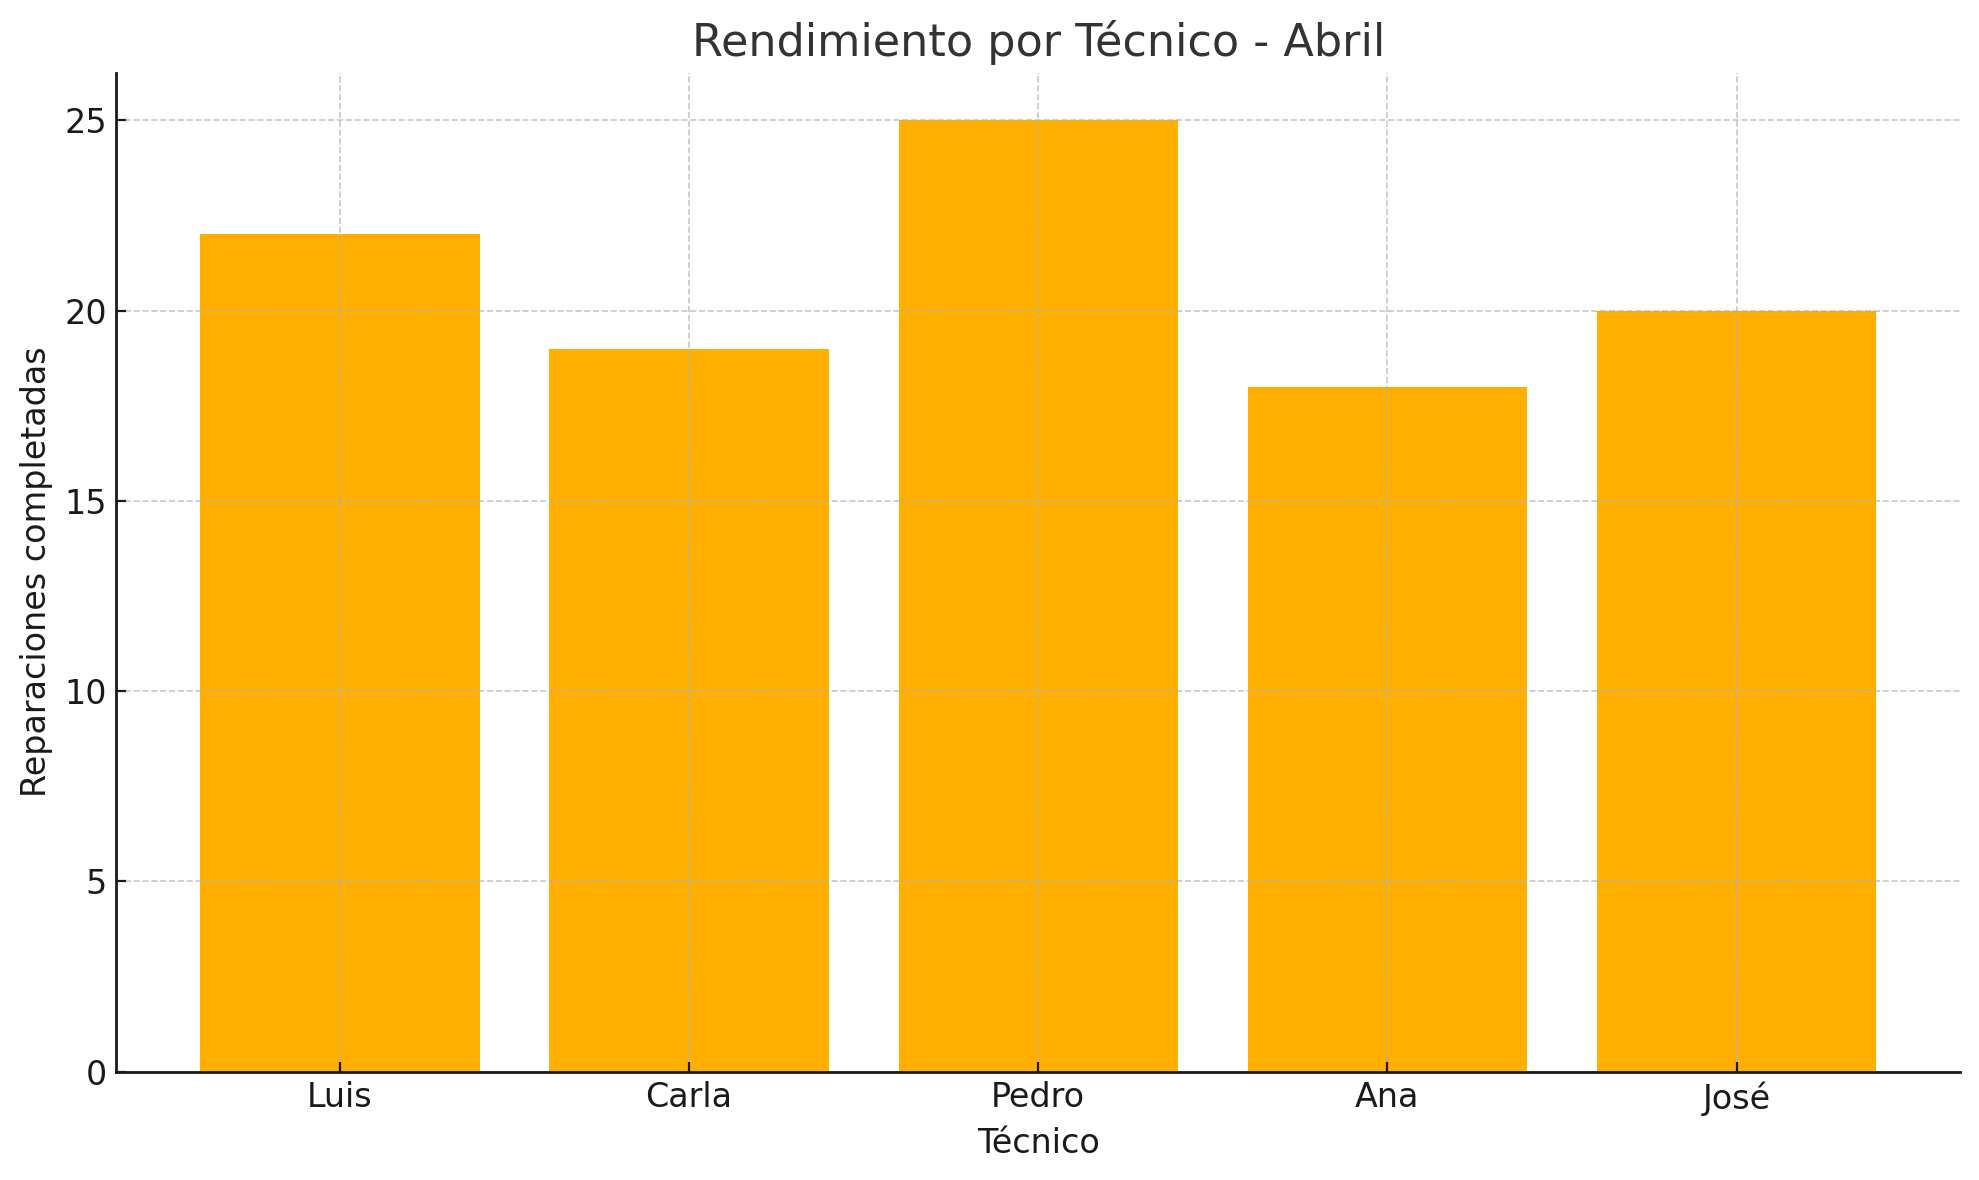 Rendimiento por Técnico - Abril
Reparaciones completadas
25
20
15
10
5
0
Luis
Carla
Pedro
Ana
José
Técnico